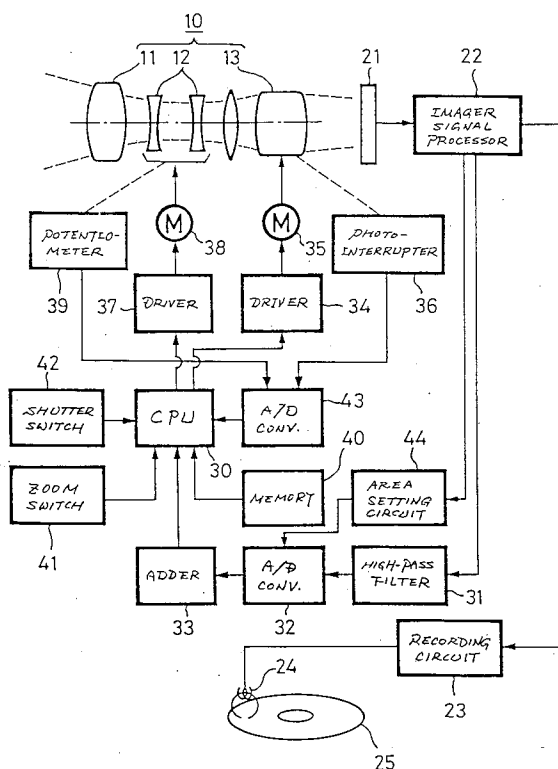 10
11
12
13
21
22
IMAGER
SIGNAL
PROCESSOR
M
38
M
35
POTENTIO-
METER
39
PHOTO-
INTERRUPTER
36
37
DRIVER
DRIVER
34
42
SHUTTER
SWITCH
CPU
30
A/D
CONV.
43
40
MEMORY
44
AREA
SETTING
CIRCUIT
ZOOM
SWITCH
41
ADDER
33
A/D
CONV.
32
HIGH-PASS
FILTER
31
24
RECORDING
CIRCUIT
23
25